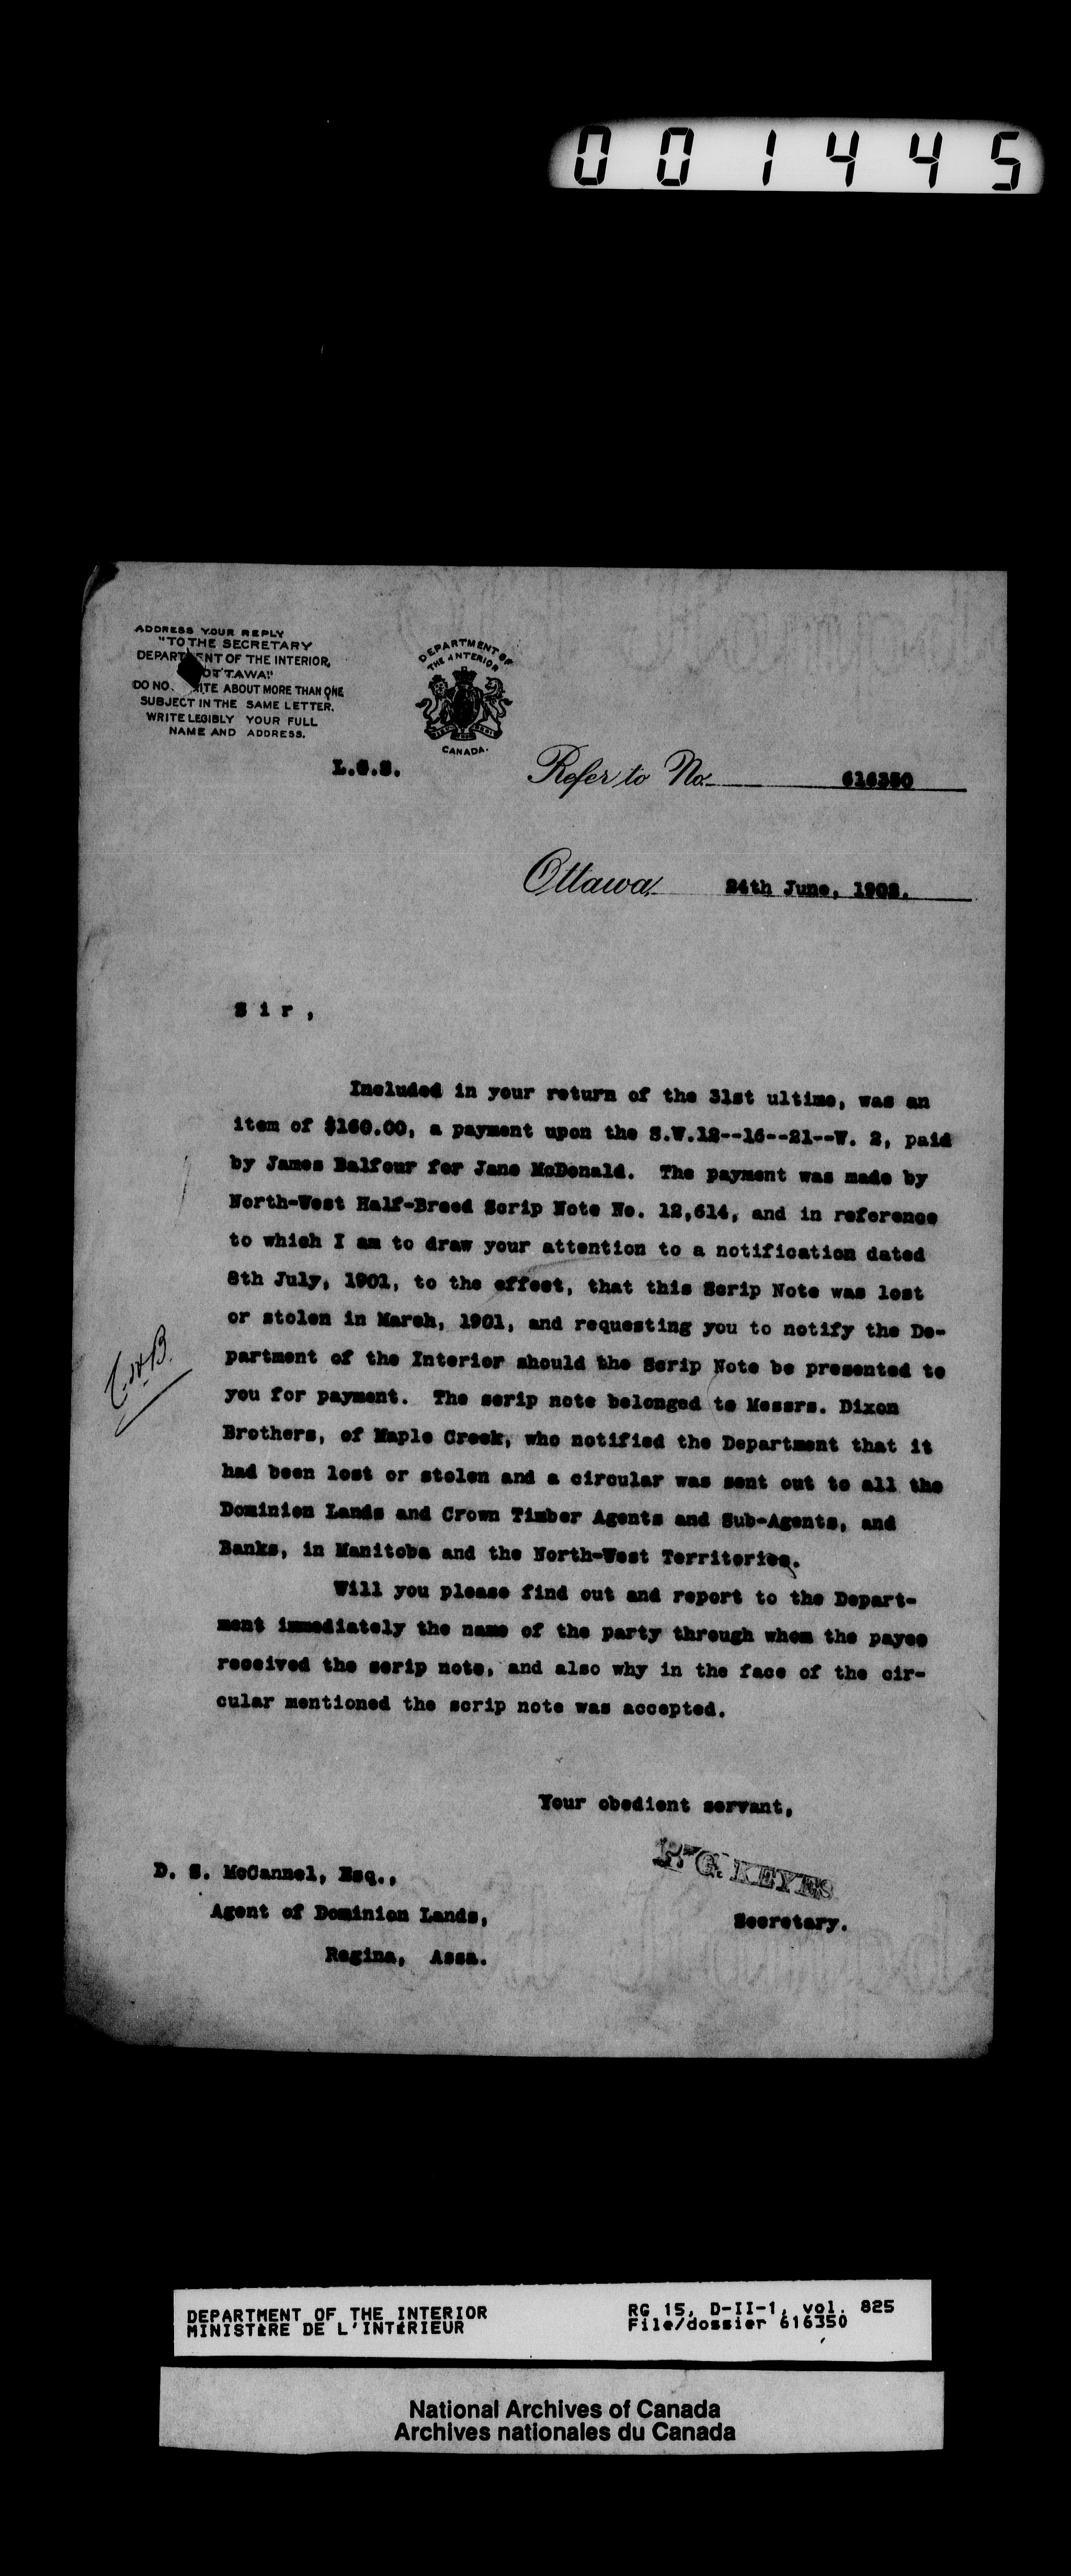 001445
ADDRESS YOUR REPLY
"TO THE SECRETARY
DEPARTMENT OF THE INTERIOR,
OTTAWA."
DO NO. WRITE ABOUT MORE THAN ONE
SUBJECT IN THE SAME LETTER.
WRITE LEGIBLY YOUR FULL
NAME AND ADDRESS.
DEPARTMENT OF
THE INTERIOR
CANADA.
L.C.S.
Refer to No. 616350
Ottawa, 24th June, 1902.
Sir,
Included in your return of the 31st ultimo, was an
item of $160.00, a payment upon the S.W.12--16--21--W. 2, paid
by James Balfour for Jane McDonald. The payment was made by
North-West Half-Breed Scrip Note No. 12,614, and in reference
to which I am to draw your attention to a notification dated
8th July, 1901, to the effect, that this Scrip Note was lost
or stolen in March, 1901, and requesting you to notify the De-
partment of the Interior should the Scrip Note be presented to
you for payment. The scrip note belonged to Messrs. Dixon
Brothers, of Maple Creek, who notified the Department that it
had been lost or stolen and a circular was sent out to all the
Dominion Lands and Crown Timber Agents and Sub-Agents, and
Banks, in Manitoba and the North-West Territories.
Will you please find out and report to the Depart-
ment immediately the name of the party through whom the payee
received the scrip note, and also why in the face of the cir-
cular mentioned the scrip note was accepted.
Your obedient servant,
P. G. KEYES
Secretary.
D. S. McCannel, Esq.,
Agent of Dominion Lands,
Regina, Assa.
DEPARTMENT OF THE INTERIOR
MINISTÈRE DE L'INTÉRIEUR
RG 15, D-II-1, vol. 825
File/dossier 616350
National Archives of Canada
Archives nationales du Canada